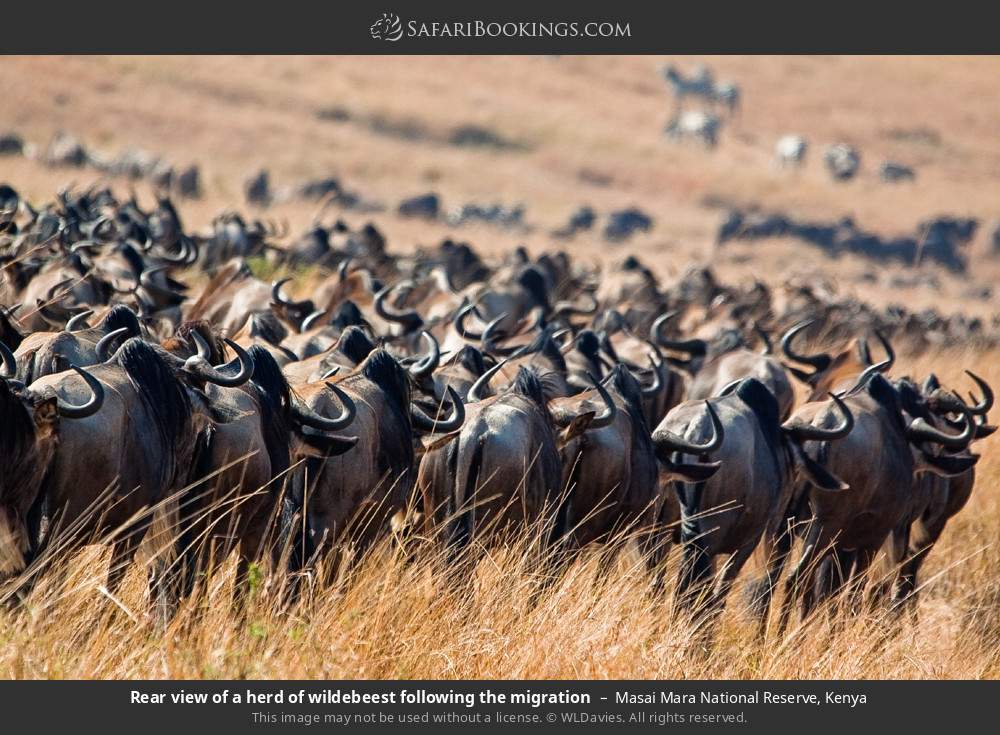 SAFARIBOOKINGS.COM
Rear view of a herd of wildebeest following the migration – Masai Mara National Reserve, Kenya
This image may not be used without a license. © WLDavies. All rights reserved.